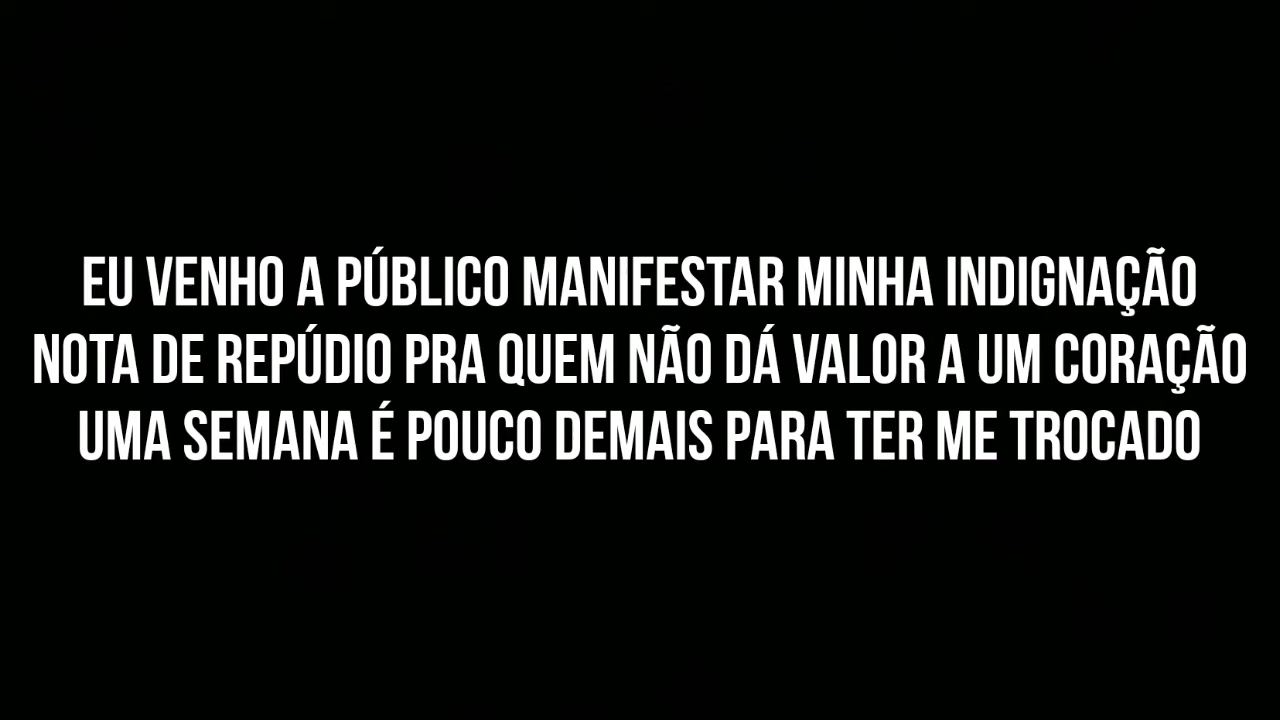 EU VENHO A PÚBLICO MANIFESTAR MINHA INDIGNAÇÃO
NOTA DE REPÚDIO PRA QUEM NÃO DÁ VALOR A UM CORAÇÃO
UMA SEMANA É POUCO DEMAIS PARA TER ME TROCADO